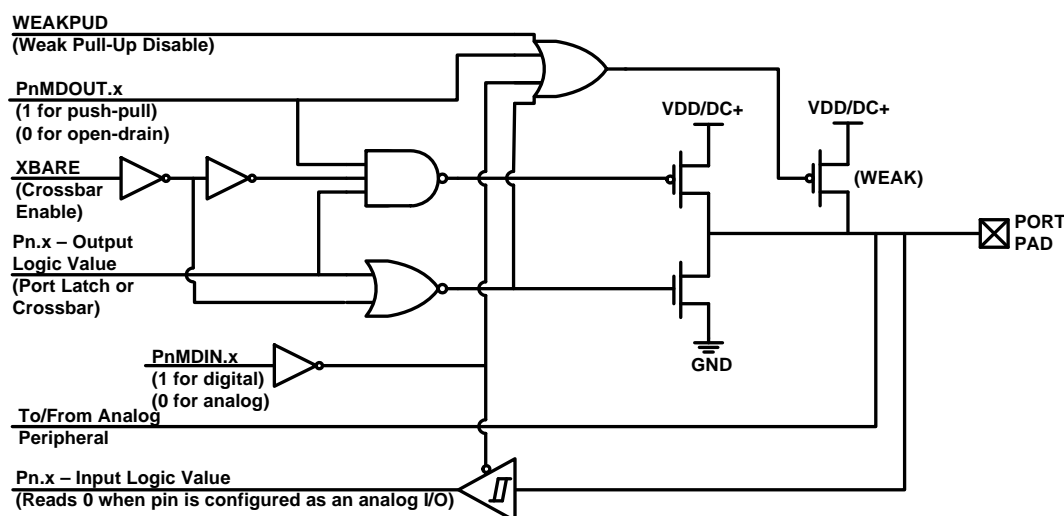 WEAKPUD
(Weak Pull-Up Disable)
PnMDOUT.x
(1 for push-pull)
(0 for open-drain)
XBARE
(Crossbar
Enable)
Pn.x – Output
Logic Value
(Port Latch or
Crossbar)
VDD/DC+
VDD/DC+
(WEAK)
PORT
PAD
GND
PnMDIN.x
(1 for digital)
(0 for analog)
To/From Analog
Peripheral
Pn.x – Input Logic Value
(Reads 0 when pin is configured as an analog I/O)